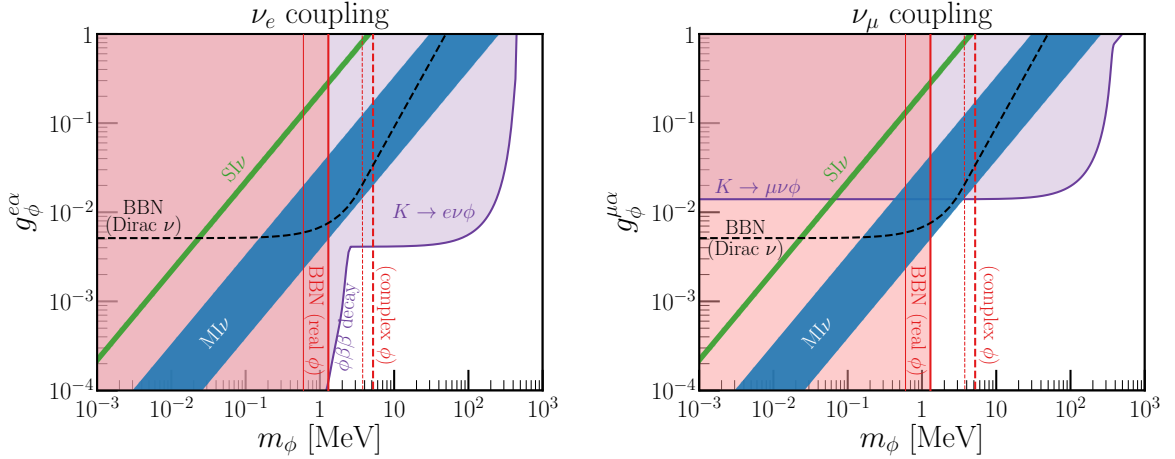 ν_e coupling
g_φ^{eα}
1
10^{-1}
10^{-2}
10^{-3}
10^{-4}
SIν
MIν
BBN
(Dirac ν)
K → eνφ
BBN (real φ)
φββ decay
(complex φ)
10^{-3}
10^{-2}
10^{-1}
1
10
10^2
10^3
m_φ [MeV]
ν_μ coupling
g_φ^{μα}
1
10^{-1}
10^{-2}
10^{-3}
10^{-4}
SIν
MIν
K → μνφ
BBN
(Dirac ν)
BBN (real φ)
(complex φ)
10^{-3}
10^{-2}
10^{-1}
1
10
10^2
10^3
m_φ [MeV]